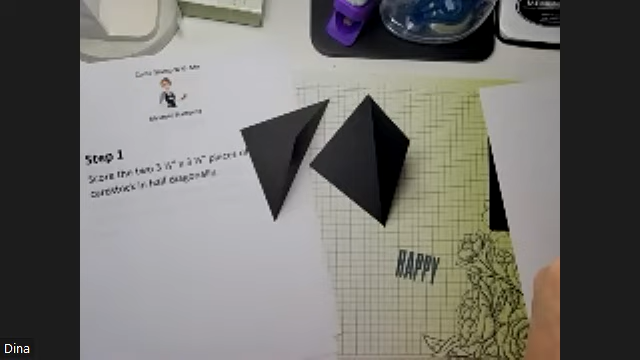 Step 1
Score the two 3 ½" x 3 ½" pieces of
cardstock in half diagonally.
HAPPY
Dina